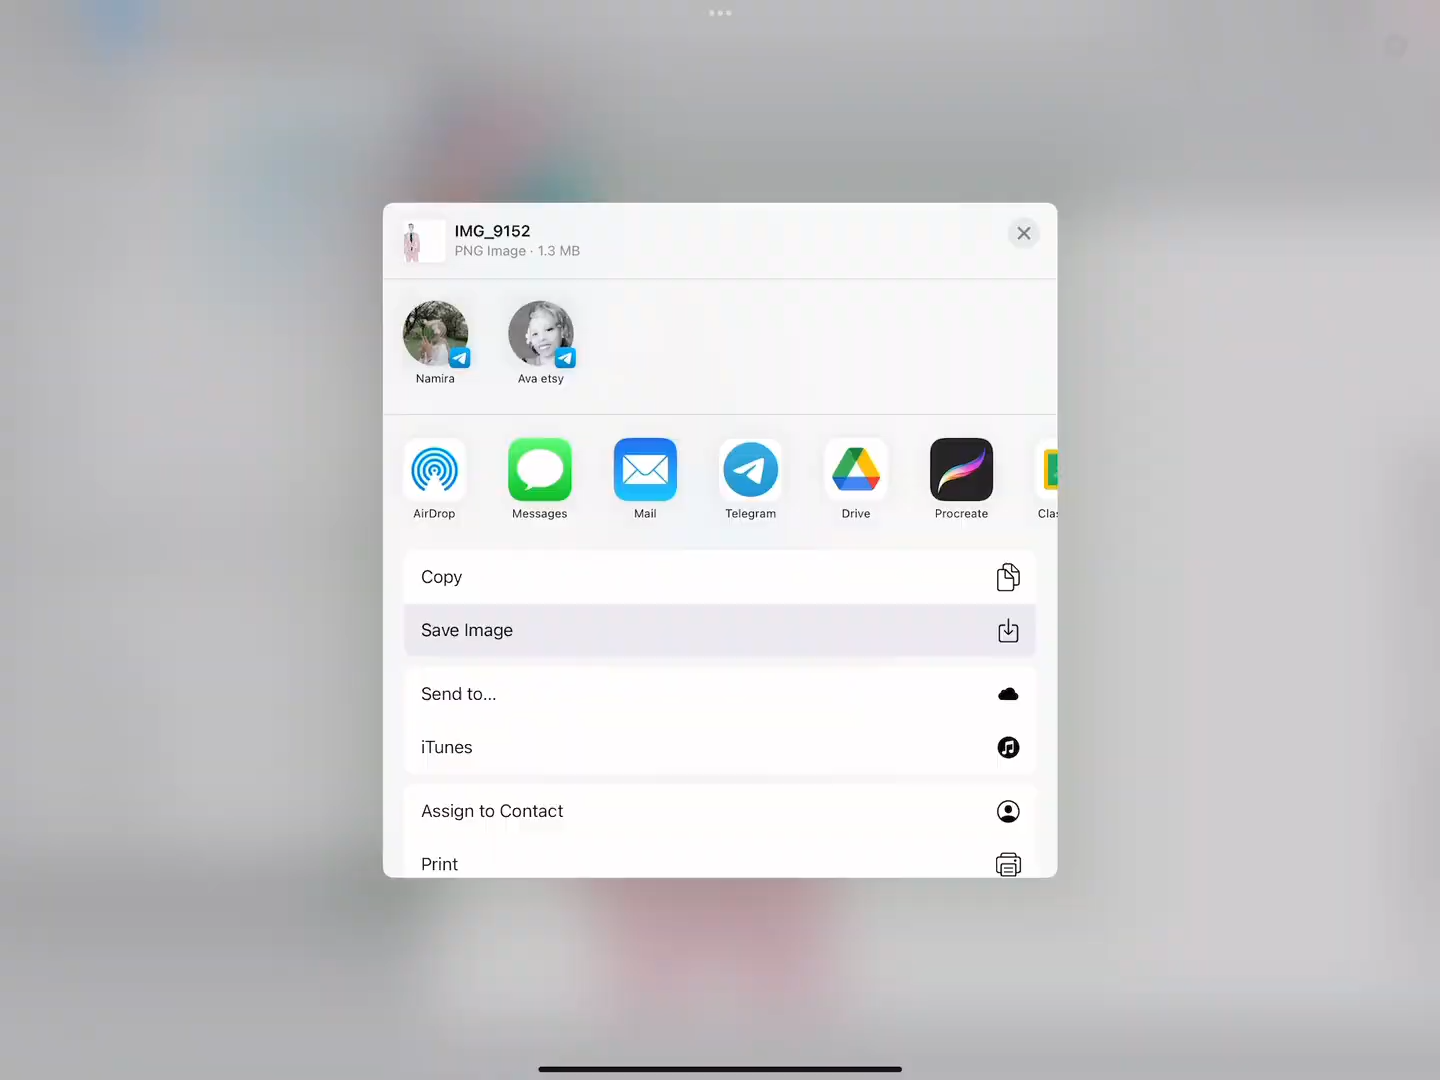 IMG_9152
PNG Image · 1.3 MB
Namira
Ava etsy
AirDrop
Messages
Mail
Telegram
Drive
Procreate
Clas
Copy
Save Image
Send to...
iTunes
Assign to Contact
Print